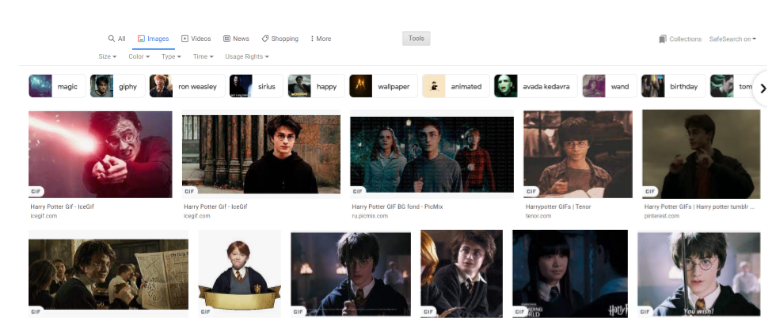 All Images Videos News Shopping More Tools Collections SafeSearch on
Size Color Type Time Usage Rights
magic giphy ron weasley sirius happy wallpaper animated avada kedavra wand birthday tom
GIF GIF GIF GIF
Harry Potter Gif - IceGIF Harry Potter Gif - IceGif Harry Potter GIF BG fond - PicMix Harrypotter GIFs | Tenor Harry Potter GIFs | Harry potter tumblr ...
icegif.com icegif.com ru.picmix.com tenor.com pinterest.com
You wish!
GIF GIF GIF GIF GIF GIF